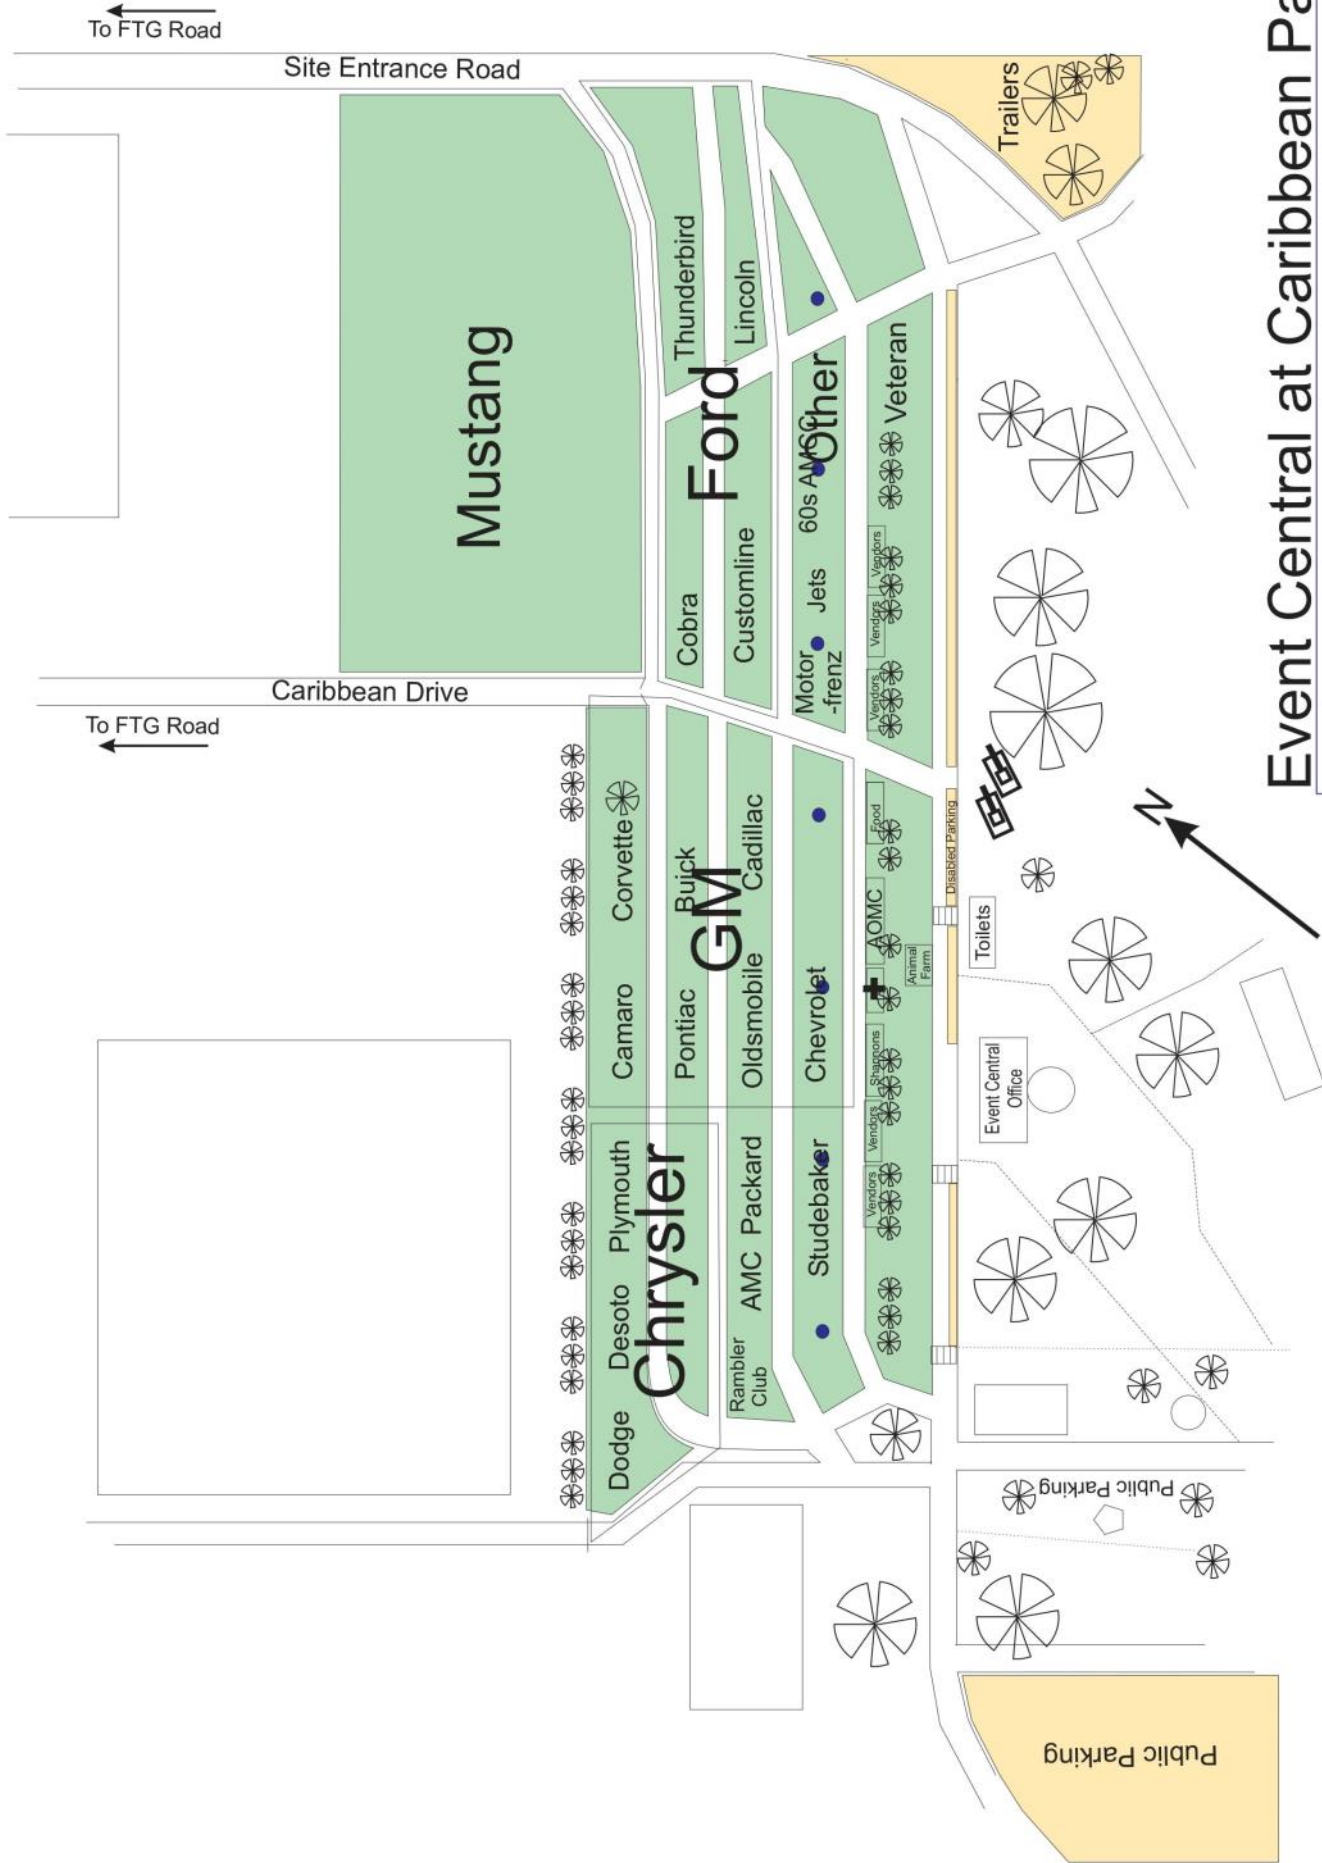 To FTG Road
Site Entrance Road
Trailers
Mustang
Thunderbird
Lincoln
Ford
Cobra
Customline
Other
60s AMCC
Jets
Motor
-frenz
Veteran
Vendors
Vendors
Vendors
Caribbean Drive
To FTG Road
Corvette
Camaro
Buick
Pontiac
GM
Cadillac
Oldsmobile
Chevrolet
Food
AOMC
Animal
Farm
Shannons
Vendors
Vendors
Disabled Parking
Toilets
N
Event Central
Office
Plymouth
Desoto
Dodge
Chrysler
Packard
AMC
Rambler
Club
Studebaker
Public Parking
Public Parking
Event Central at Caribbean Pa